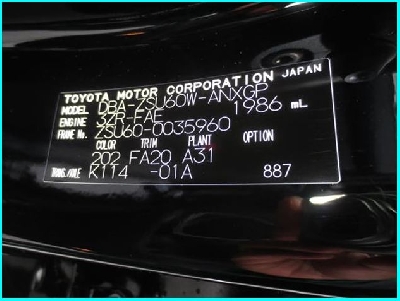 TOYOTA MOTOR CORPORATION JAPAN
MODEL DBA-ZSU60W-ANXGP
ENGINE 3ZR-FAE 1986 mL
FRAME No. ZSU60-0035960
COLOR TRIM PLANT OPTION
202 FA20 A31
TRANS./AXLE K114 -01A 887